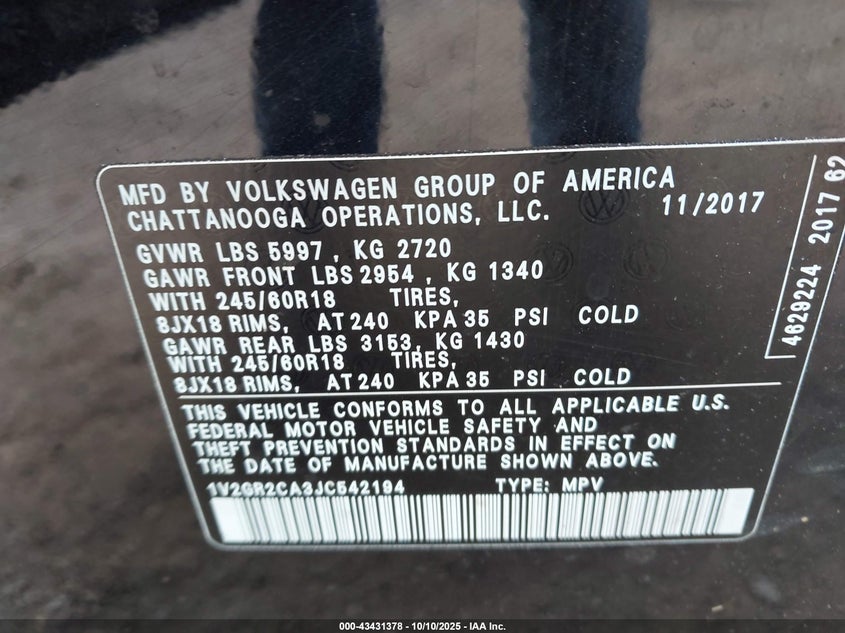 MFD BY VOLKSWAGEN GROUP OF AMERICA
CHATTANOOGA OPERATIONS, LLC. 11/2017
GVWR LBS 5997 , KG 2720
GAWR FRONT LBS 2954 , KG 1340
WITH 245/60R18 TIRES,
8JX18 RIMS, AT 240 KPA 35 PSI COLD
GAWR REAR LBS 3153, KG 1430
WITH 245/60R18 TIRES,
8JX18 RIMS, AT 240 KPA 35 PSI COLD
THIS VEHICLE CONFORMS TO ALL APPLICABLE U.S.
FEDERAL MOTOR VEHICLE SAFETY AND
THEFT PREVENTION STANDARDS IN EFFECT ON
THE DATE OF MANUFACTURE SHOWN ABOVE.
1V2GR2CA3JC542194 TYPE: MPV
4629224 2017 62
000-43431378 - 10/10/2025 - IAA Inc.